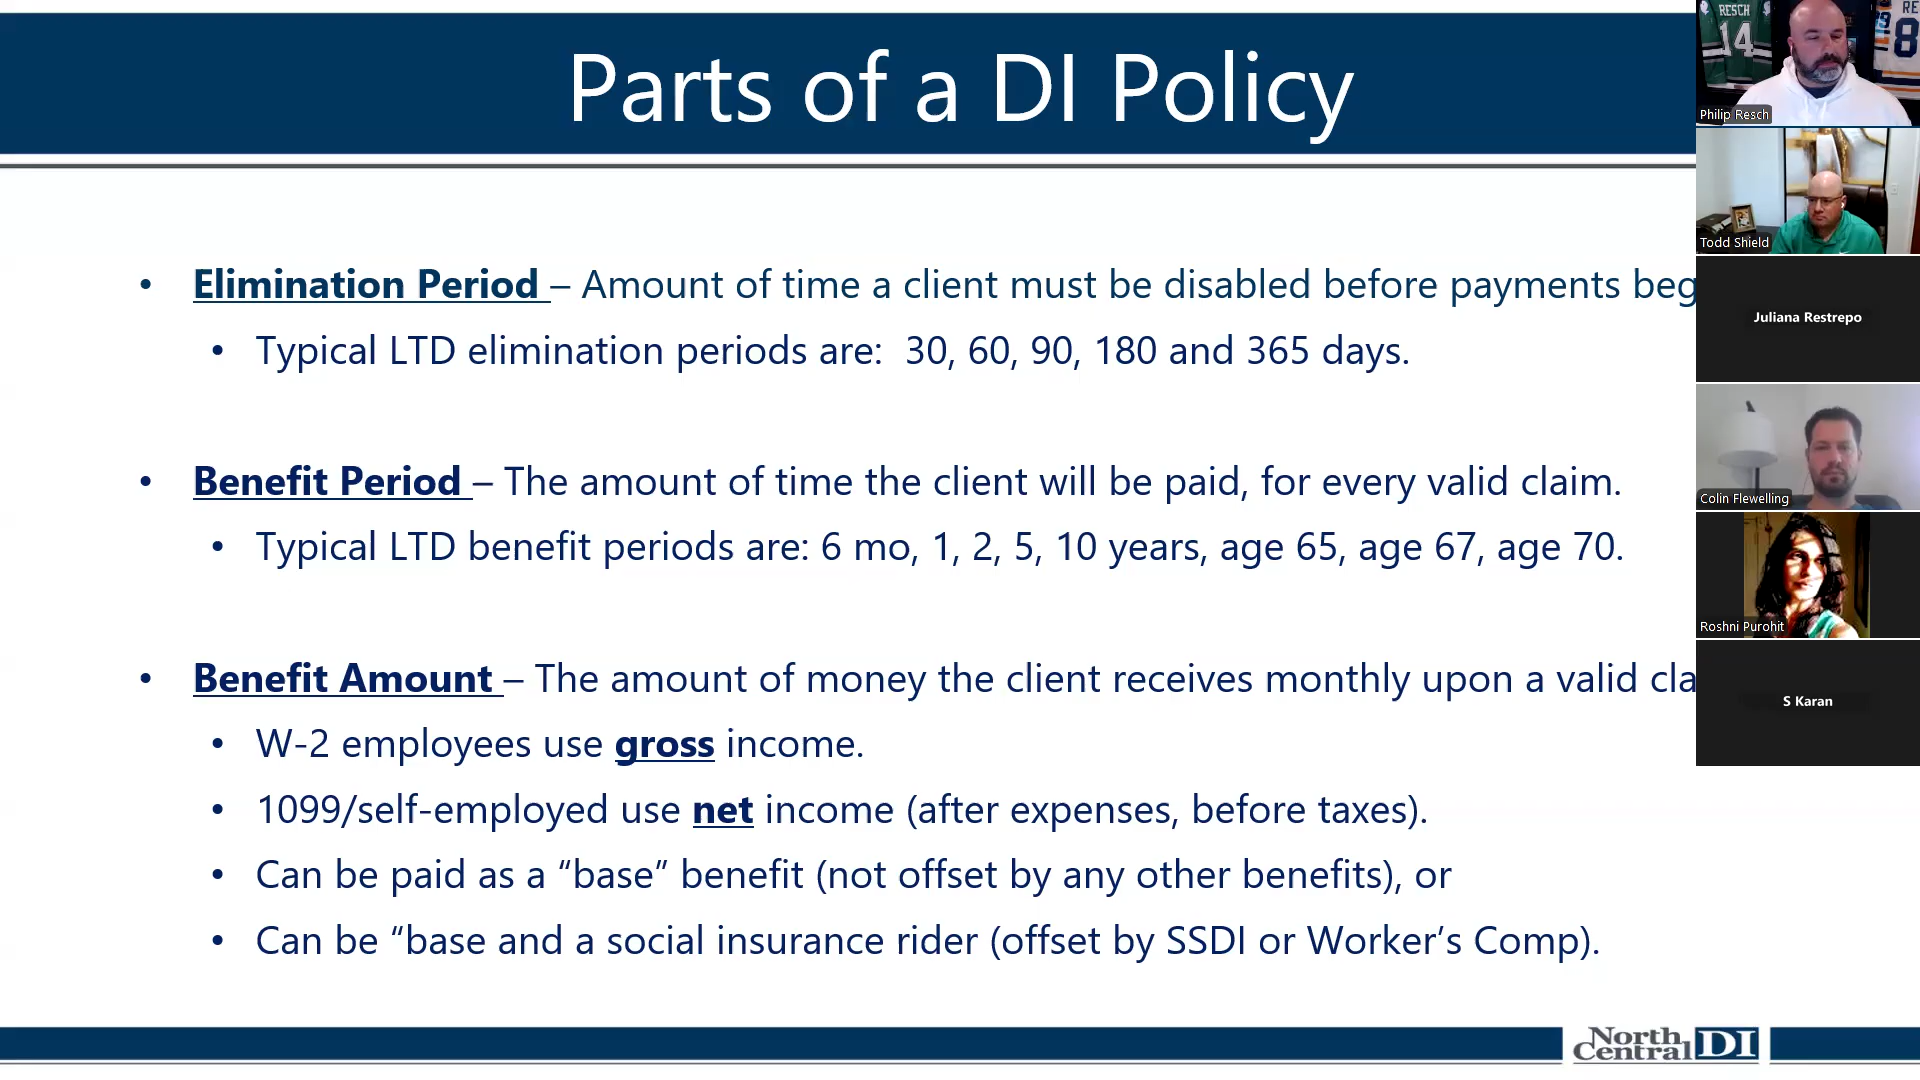 Parts of a DI Policy
• Elimination Period – Amount of time a client must be disabled before payments beg
• Typical LTD elimination periods are: 30, 60, 90, 180 and 365 days.
• Benefit Period – The amount of time the client will be paid, for every valid claim.
• Typical LTD benefit periods are: 6 mo, 1, 2, 5, 10 years, age 65, age 67, age 70.
• Benefit Amount – The amount of money the client receives monthly upon a valid cla
• W-2 employees use gross income.
• 1099/self-employed use net income (after expenses, before taxes).
• Can be paid as a “base” benefit (not offset by any other benefits), or
• Can be “base and a social insurance rider (offset by SSDI or Worker’s Comp).
North
Central DI
RESCH
14
RE
8
Philip Resch
Todd Shield
Juliana Restrepo
Colin Flewelling
Roshni Purohit
S Karan